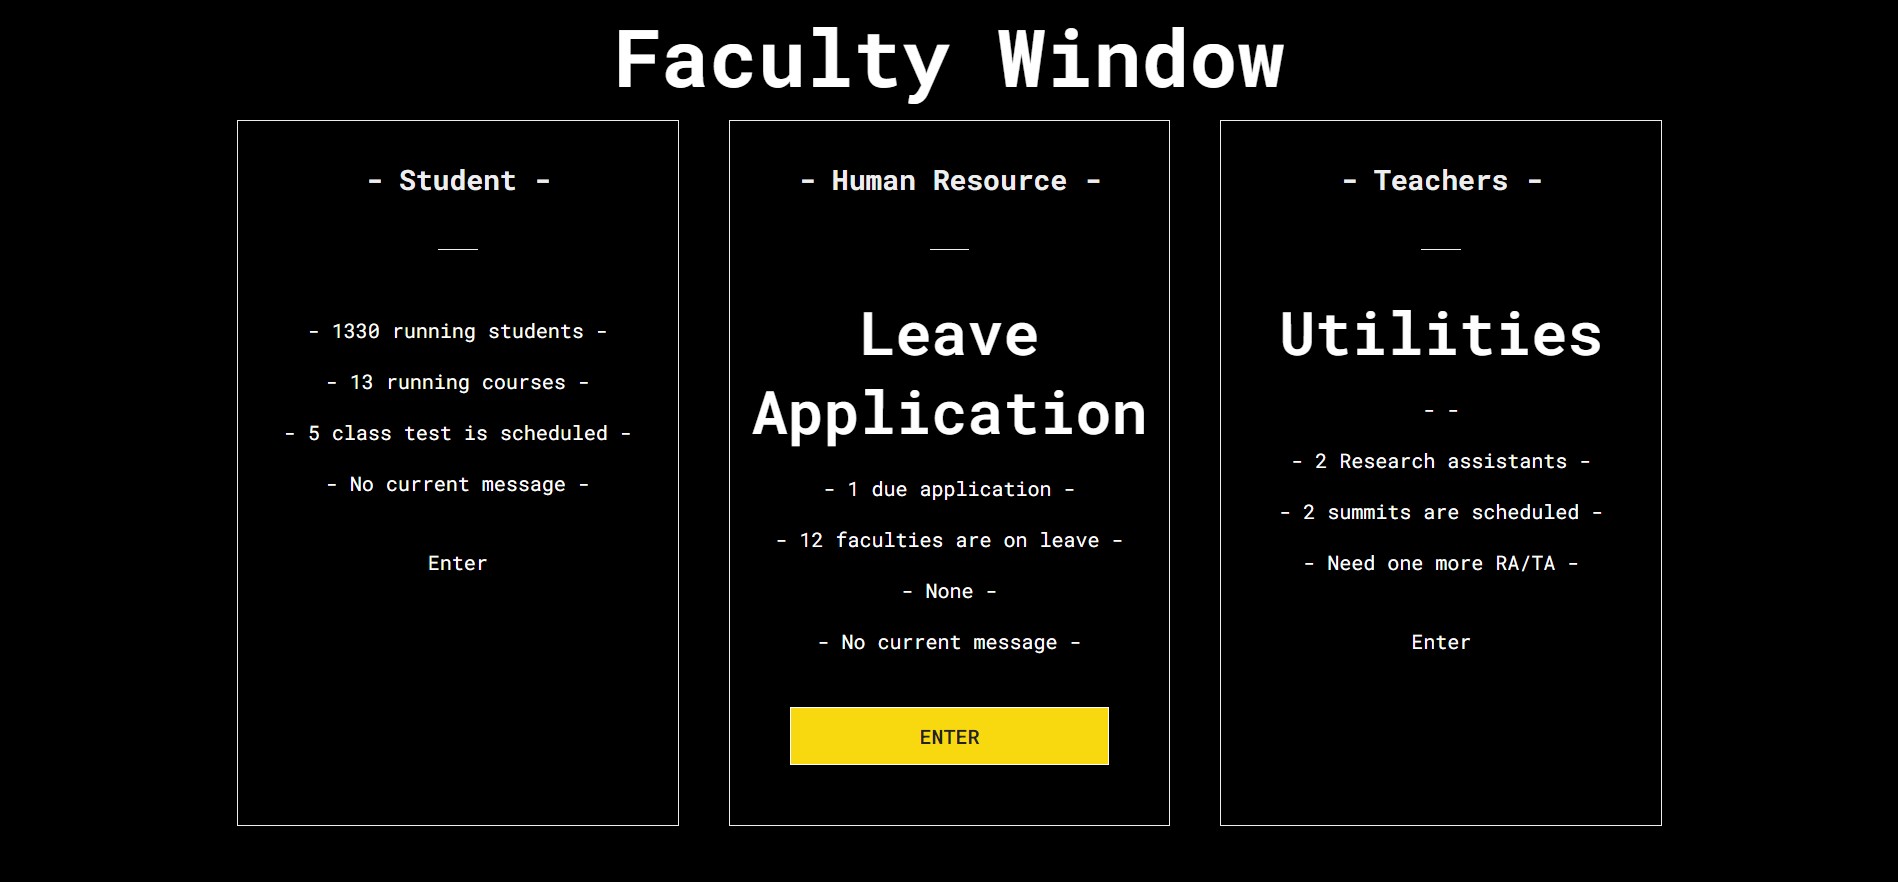 Faculty Window
- Student -
- 1330 running students -
- 13 running courses -
- 5 class test is scheduled -
- No current message -
Enter
- Human Resource -
Leave
Application
- 1 due application -
- 12 faculties are on leave -
- None -
- No current message -
ENTER
- Teachers -
Utilities
- -
- 2 Research assistants -
- 2 summits are scheduled -
- Need one more RA/TA -
Enter